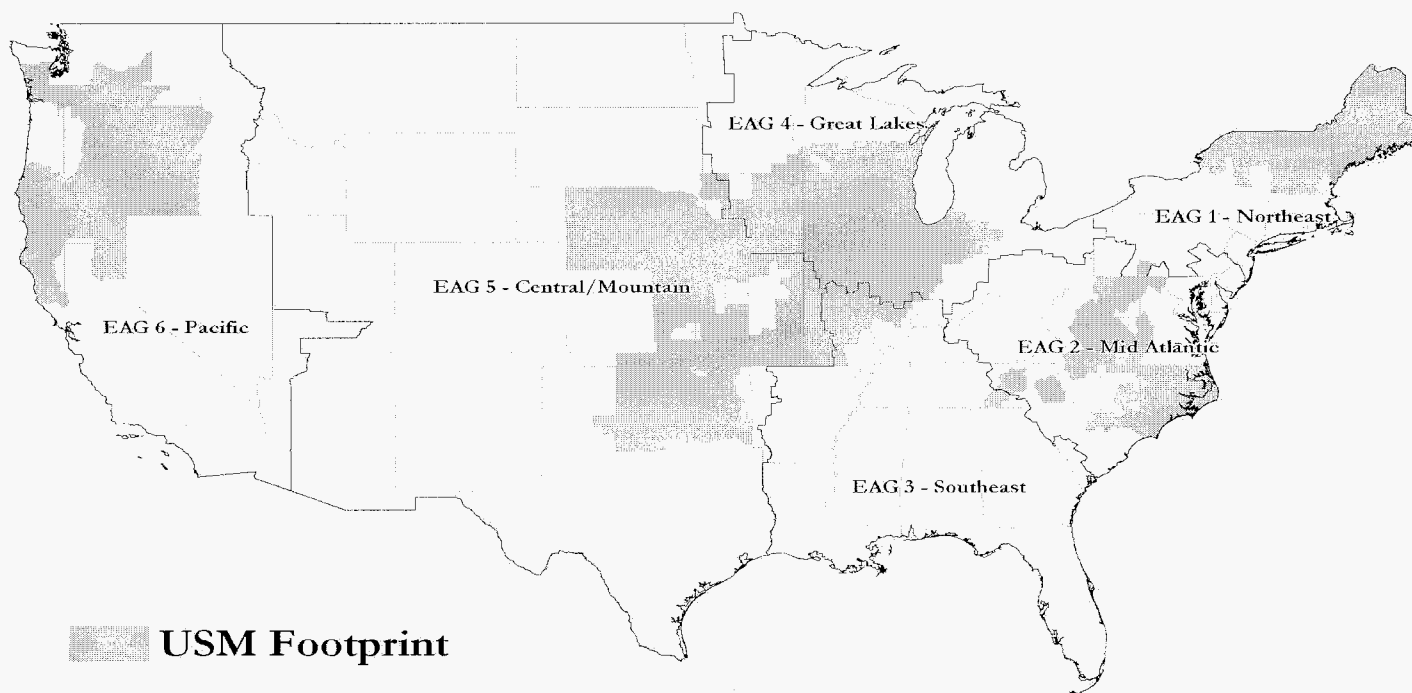 EAG 4 - Great Lakes
EAG 1 - Northeast
EAG 5 - Central/Mountain
EAG 6 - Pacific
EAG 2 - Mid Atlantic
EAG 3 - Southeast
USM Footprint